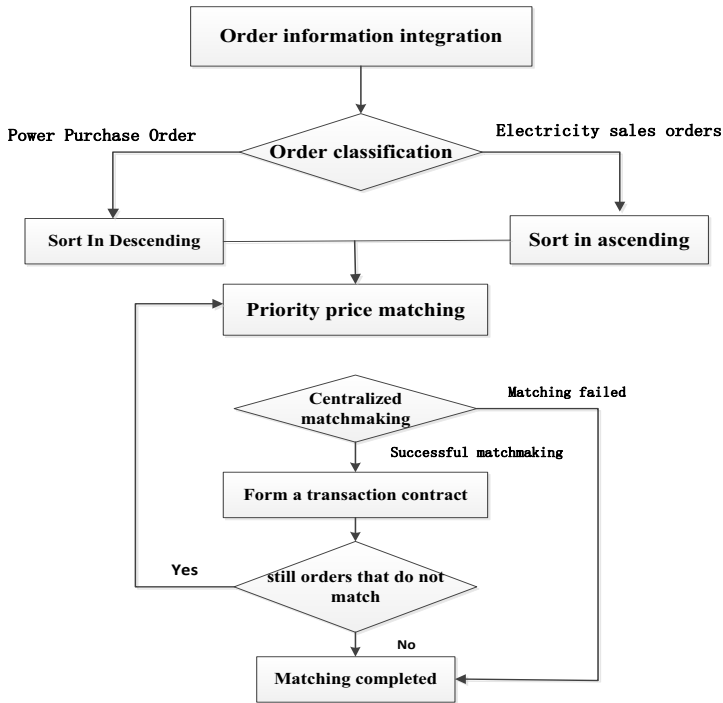 Order information integration
Power Purchase Order
Electricity sales orders
Order classification
Sort In Descending
Sort in ascending
Priority price matching
Centralized
matchmaking
Matching failed
Successful matchmaking
Form a transaction contract
Yes
still orders that do not
match
No
Matching completed